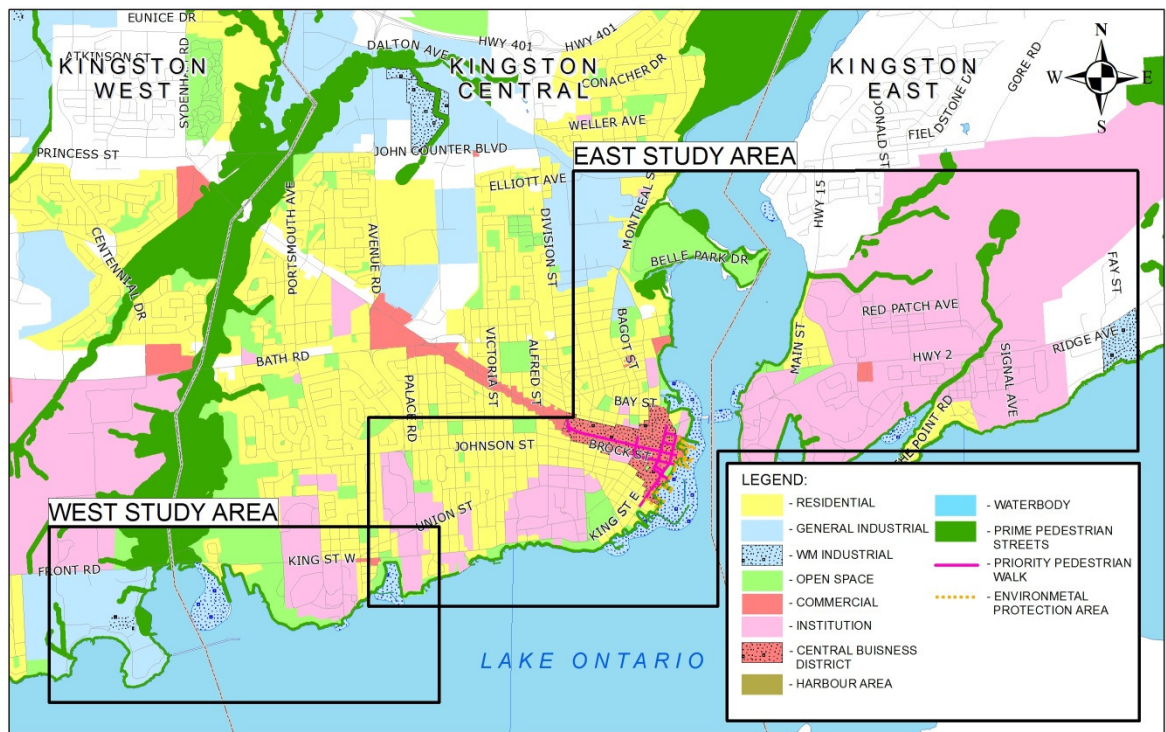 EUNICE DR
ATKINSON ST
SYDENHAM RD
KINGSTON
WEST
DALTON AVE
HWY 401
HWY 401
KINGSTON
CENTRAL
CONACHER DR
WELLER AVE
KINGSTON
EAST
GORE RD
N
W E
S
PRINCESS ST
JOHN COUNTER BLVD
EAST STUDY AREA
ELLIOTT AVE
PORTSMOUTH AVE
CENTENNIAL DR
AVENUE RD
DIVISION ST
MONTREAL S
HWY 15
BELLE PARK DR
FAY ST
RED PATCH AVE
BAGOT ST
MAIN ST
HWY 2
RIDGE AVE
SIGNAL AVE
BATH RD
VICTORIA ST
ALFRED ST
PALACE RD
BAY ST
JOHNSON ST
BROCK ST
THE POINT RD
UNION ST
KING ST E
WEST STUDY AREA
KING ST W
FRONT RD
LAKE ONTARIO
LEGEND:
- RESIDENTIAL
- GENERAL INDUSTRIAL
- WM INDUSTRIAL
- OPEN SPACE
- COMMERCIAL
- INSTITUTION
- CENTRAL BUISNESS
DISTRICT
- HARBOUR AREA
- WATERBODY
- PRIME PEDESTRIAN
STREETS
- PRIORITY PEDESTRIAN
WALK
- ENVIRONMETAL
PROTECTION AREA